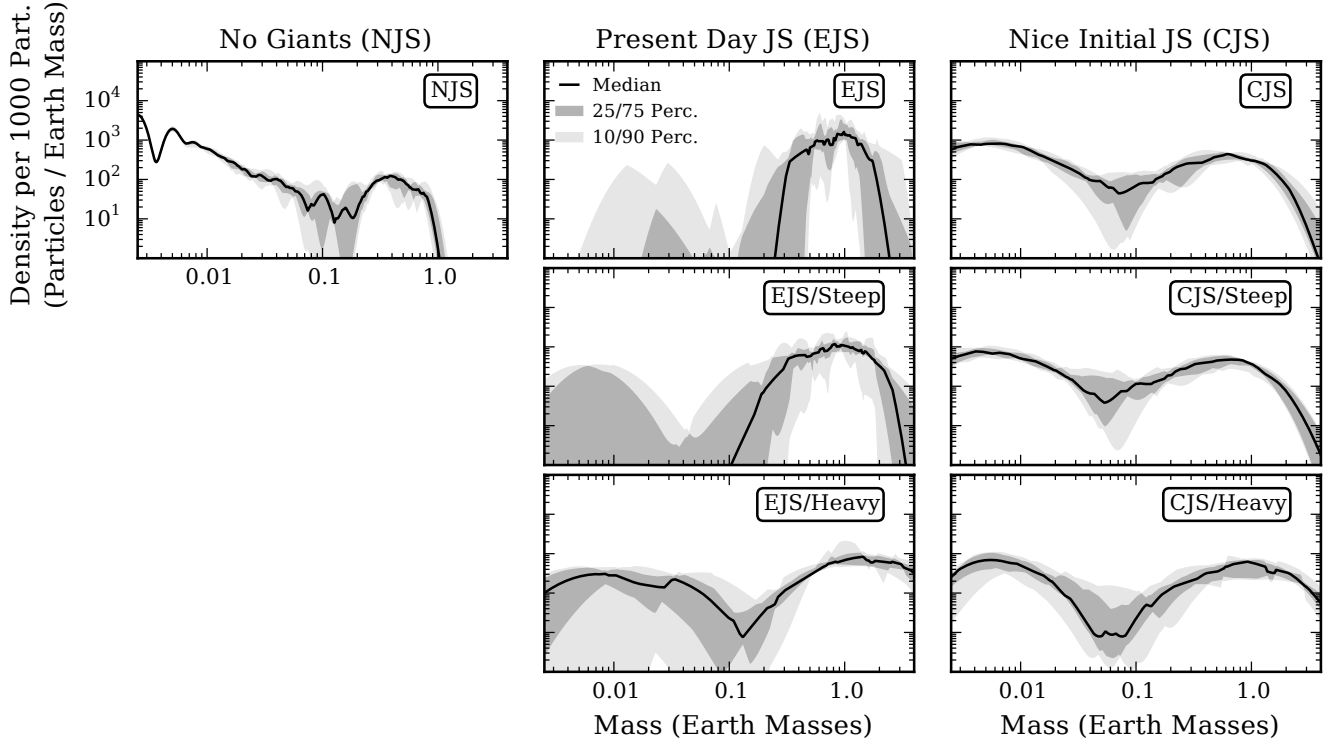 Density per 1000 Part.
(Particles / Earth Mass)
No Giants (NJS)
Present Day JS (EJS)
Nice Initial JS (CJS)
NJS
EJS
CJS
Median
25/75 Perc.
10/90 Perc.
10^4
10^3
10^2
10^1
0.01
0.1
1.0
EJS/Steep
CJS/Steep
EJS/Heavy
CJS/Heavy
0.01
0.1
1.0
0.01
0.1
1.0
Mass (Earth Masses)
Mass (Earth Masses)